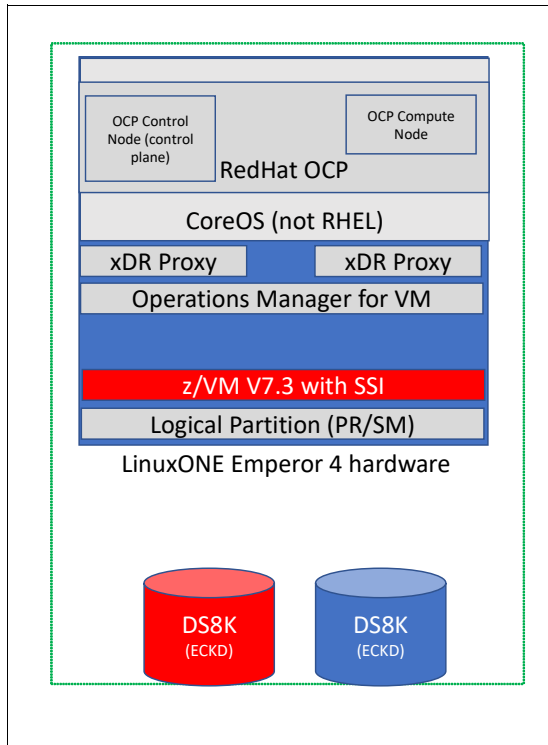 OCP Control
Node (control
plane)
OCP Compute
Node
RedHat OCP
CoreOS (not RHEL)
xDR Proxy
xDR Proxy
Operations Manager for VM
z/VM V7.3 with SSI
Logical Partition (PR/SM)
LinuxONE Emperor 4 hardware
DS8K
(ECKD)
DS8K
(ECKD)